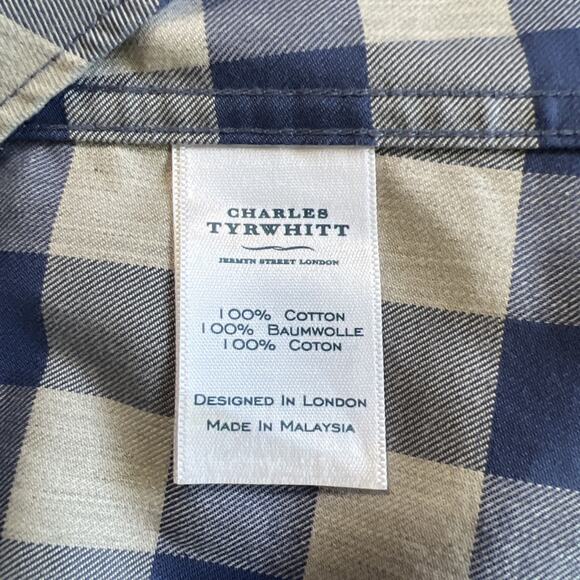 CHARLES
TYRWHITT
JERMYN STREET LONDON
100% COTTON
100% BAUMWOLLE
100% COTON
DESIGNED IN LONDON
MADE IN MALAYSIA